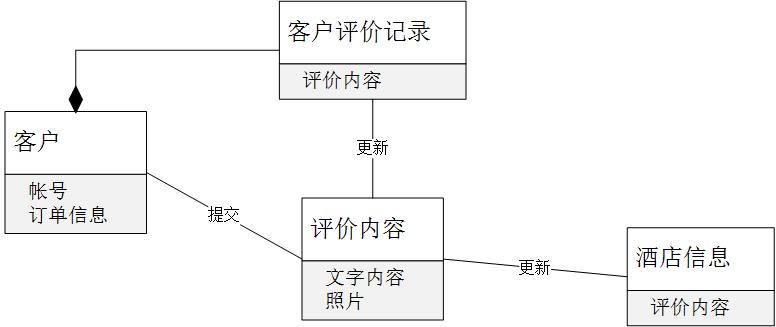 客户评价记录
评价内容
更新
客户
帐号
订单信息
提交
评价内容
文字内容
照片
更新
酒店信息
评价内容